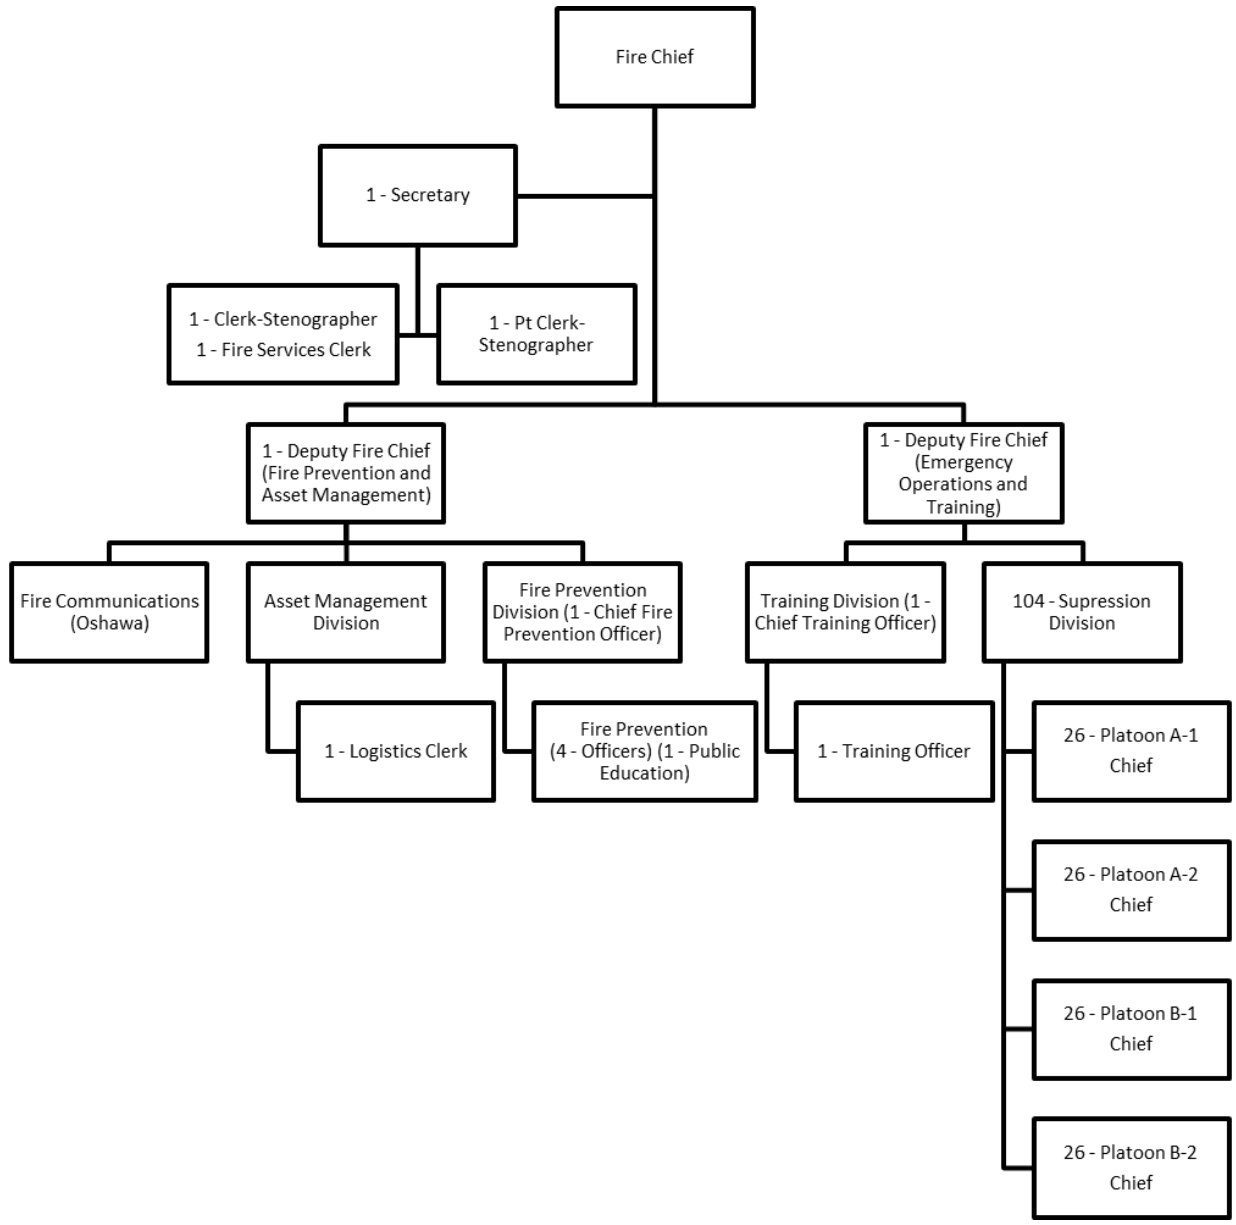 Fire Chief
1 - Secretary
1 - Clerk-Stenographer
1 - Fire Services Clerk
1 - Pt Clerk-
Stenographer
1 - Deputy Fire Chief
(Fire Prevention and
Asset Management)
1 - Deputy Fire Chief
(Emergency
Operations and
Training)
Fire Communications
(Oshawa)
Asset Management
Division
Fire Prevention
Division (1 - Chief Fire
Prevention Officer)
Training Division (1 -
Chief Training Officer)
104 - Supression
Division
1 - Logistics Clerk
Fire Prevention
(4 - Officers) (1 - Public
Education)
1 - Training Officer
26 - Platoon A-1
Chief
26 - Platoon A-2
Chief
26 - Platoon B-1
Chief
26 - Platoon B-2
Chief